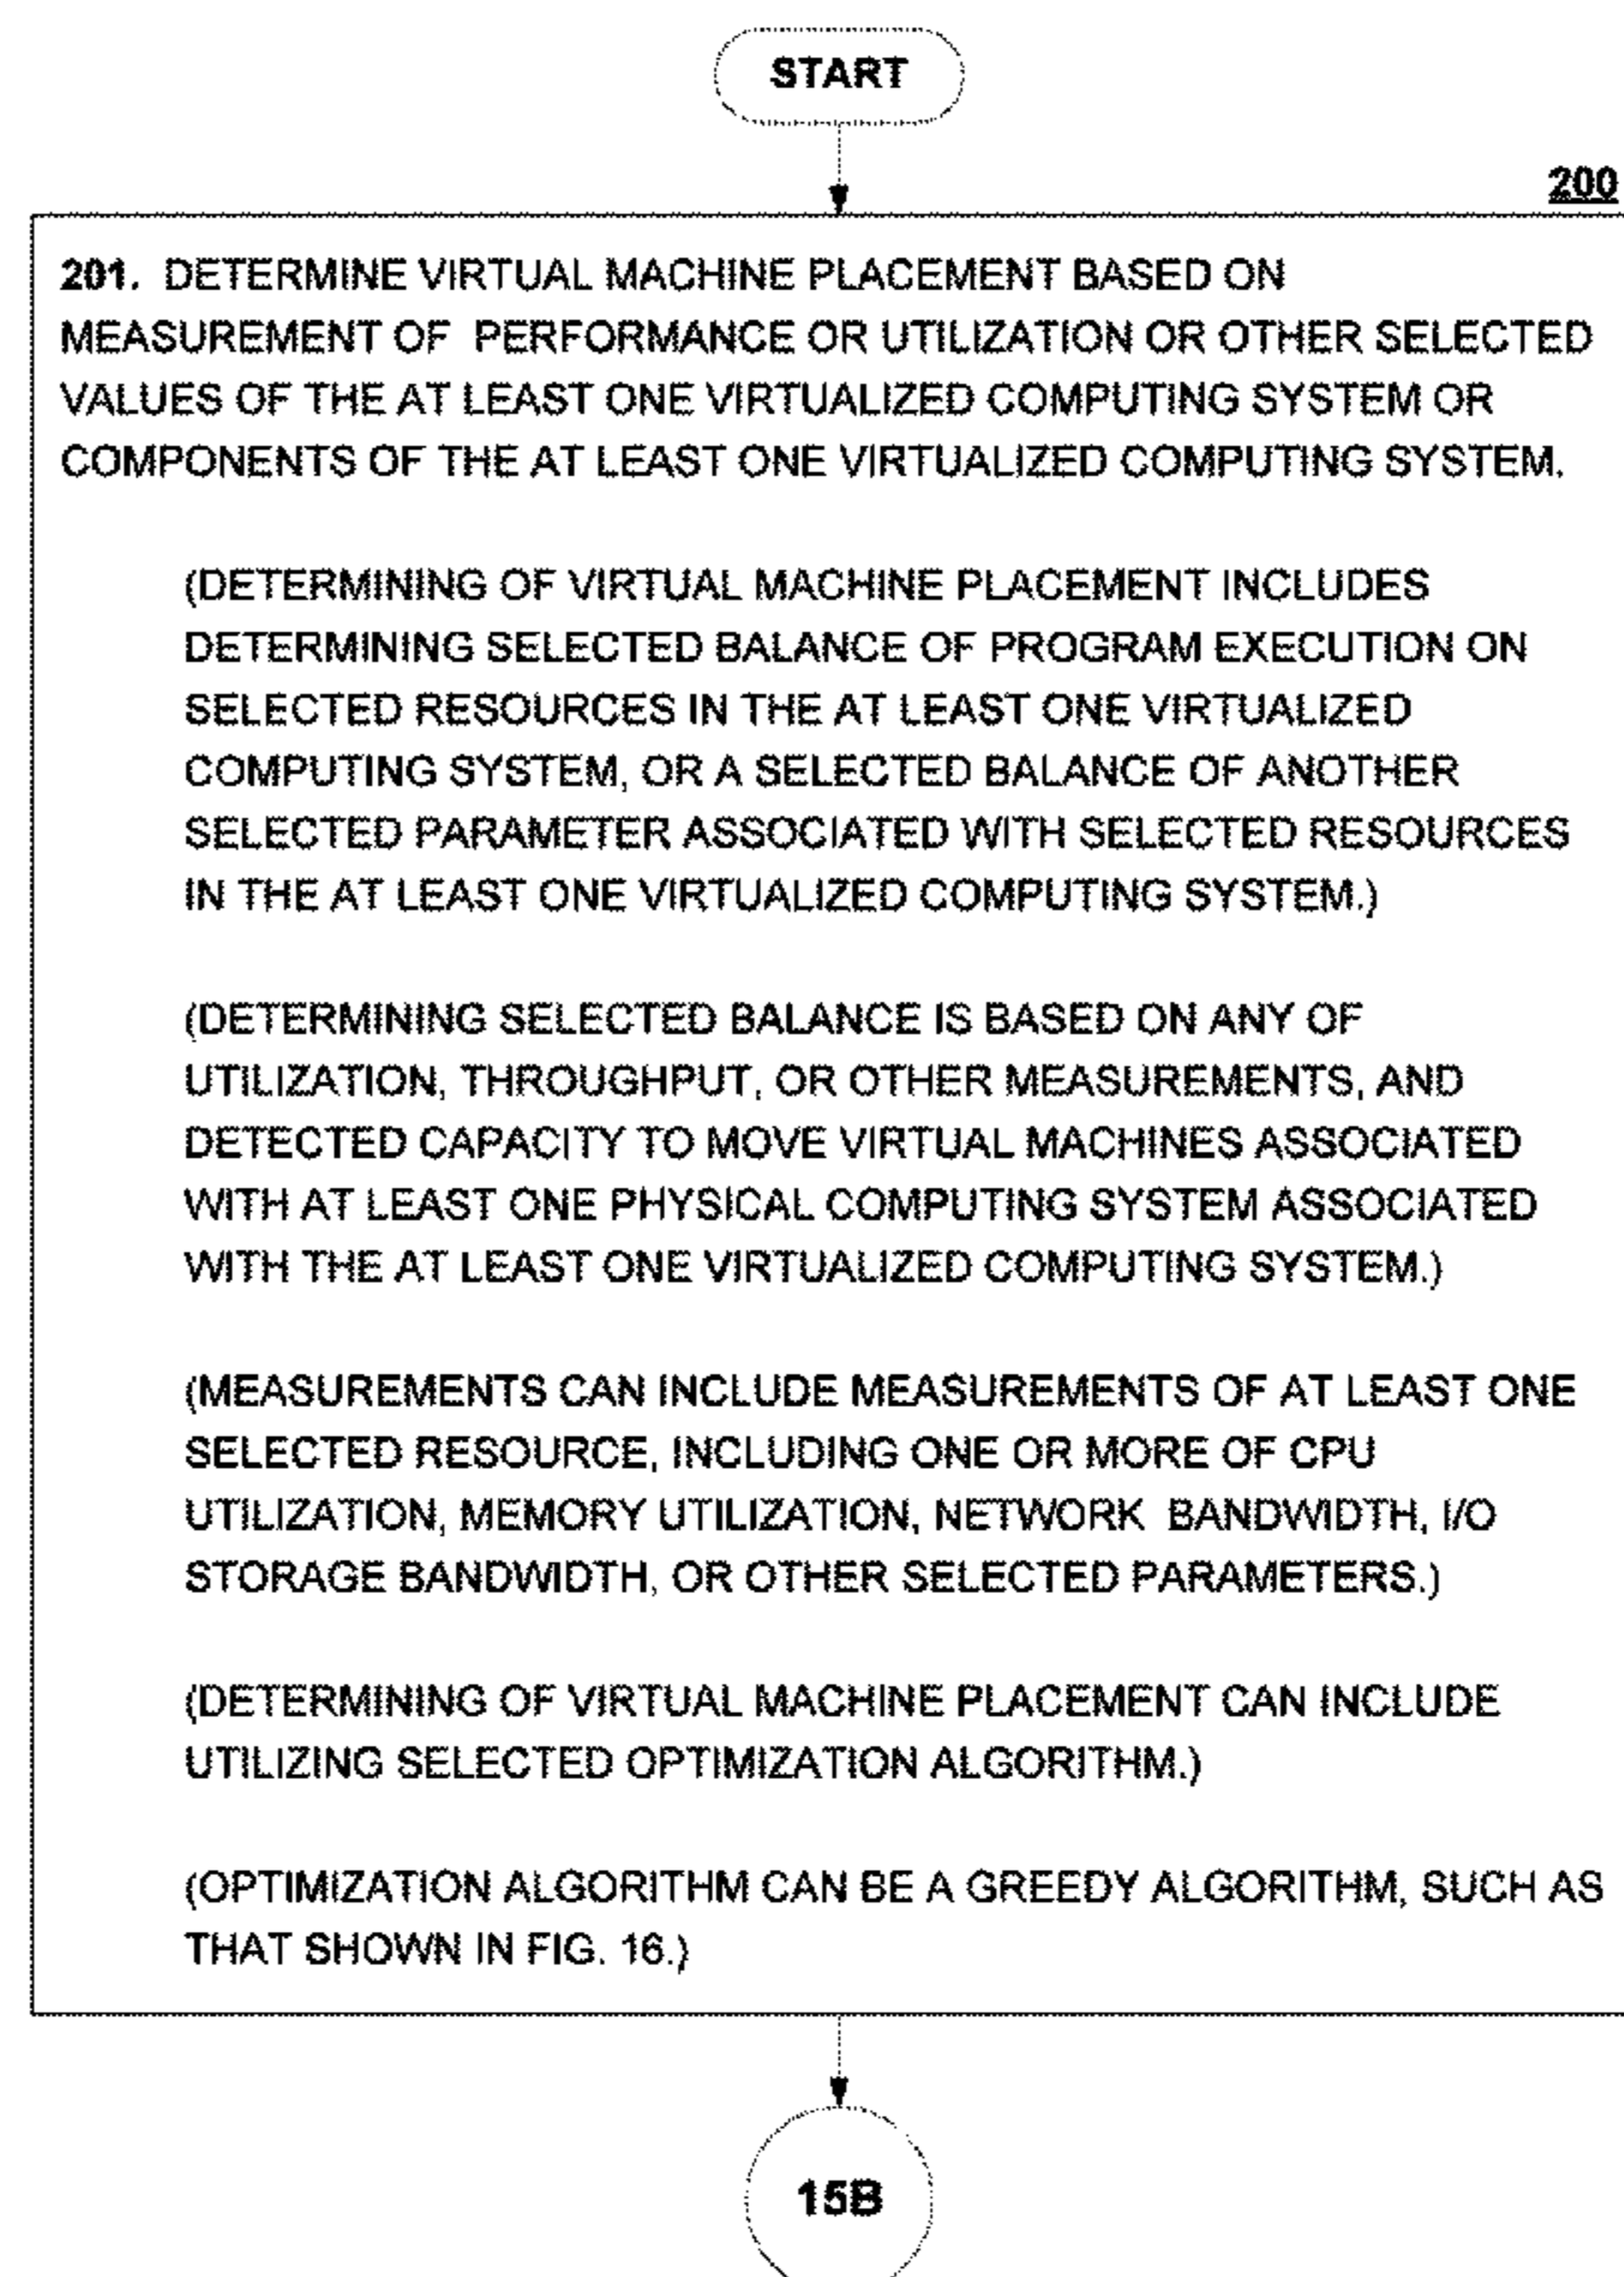 START
200
201. DETERMINE VIRTUAL MACHINE PLACEMENT BASED ON
MEASUREMENT OF PERFORMANCE OR UTILIZATION OR OTHER SELECTED
VALUES OF THE AT LEAST ONE VIRTUALIZED COMPUTING SYSTEM OR
COMPONENTS OF THE AT LEAST ONE VIRTUALIZED COMPUTING SYSTEM.
(DETERMINING OF VIRTUAL MACHINE PLACEMENT INCLUDES
DETERMINING SELECTED BALANCE OF PROGRAM EXECUTION ON
SELECTED RESOURCES IN THE AT LEAST ONE VIRTUALIZED
COMPUTING SYSTEM, OR A SELECTED BALANCE OF ANOTHER
SELECTED PARAMETER ASSOCIATED WITH SELECTED RESOURCES
IN THE AT LEAST ONE VIRTUALIZED COMPUTING SYSTEM.)
(DETERMINING SELECTED BALANCE IS BASED ON ANY OF
UTILIZATION, THROUGHPUT, OR OTHER MEASUREMENTS, AND
DETECTED CAPACITY TO MOVE VIRTUAL MACHINES ASSOCIATED
WITH AT LEAST ONE PHYSICAL COMPUTING SYSTEM ASSOCIATED
WITH THE AT LEAST ONE VIRTUALIZED COMPUTING SYSTEM.)
(MEASUREMENTS CAN INCLUDE MEASUREMENTS OF AT LEAST ONE
SELECTED RESOURCE, INCLUDING ONE OR MORE OF CPU
UTILIZATION, MEMORY UTILIZATION, NETWORK BANDWIDTH, I/O
STORAGE BANDWIDTH, OR OTHER SELECTED PARAMETERS.)
(DETERMINING OF VIRTUAL MACHINE PLACEMENT CAN INCLUDE
UTILIZING SELECTED OPTIMIZATION ALGORITHM.)
(OPTIMIZATION ALGORITHM CAN BE A GREEDY ALGORITHM, SUCH AS
THAT SHOWN IN FIG. 16.)
15B